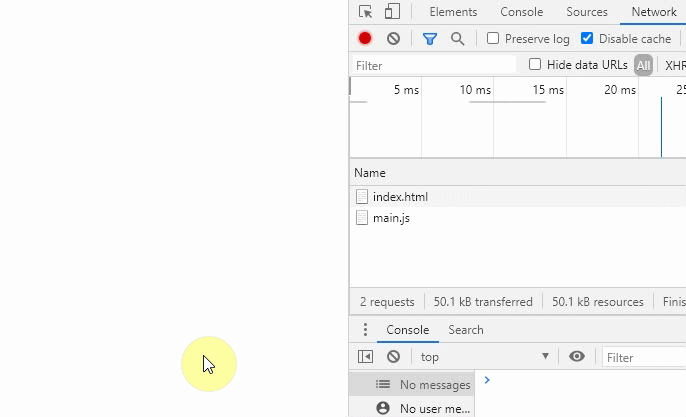 Elements Console Sources Network
Preserve log Disable cache
Filter Hide data URLs All XHR
5 ms 10 ms 15 ms 20 ms 25
Name
index.html
main.js
2 requests 50.1 kB transferred 50.1 kB resources Finis
Console Search
top Filter
No messages
No user me...